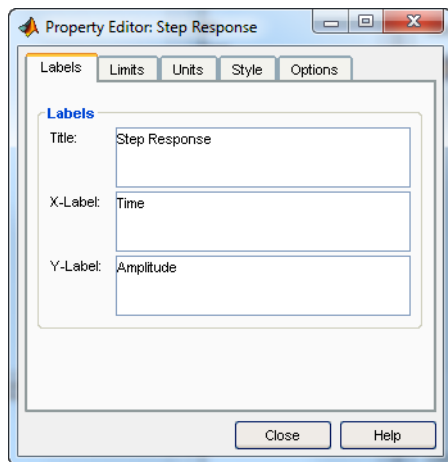 Property Editor: Step Response
Labels Limits Units Style Options
Labels
Title: Step Response
X-Label: Time
Y-Label: Amplitude
Close Help